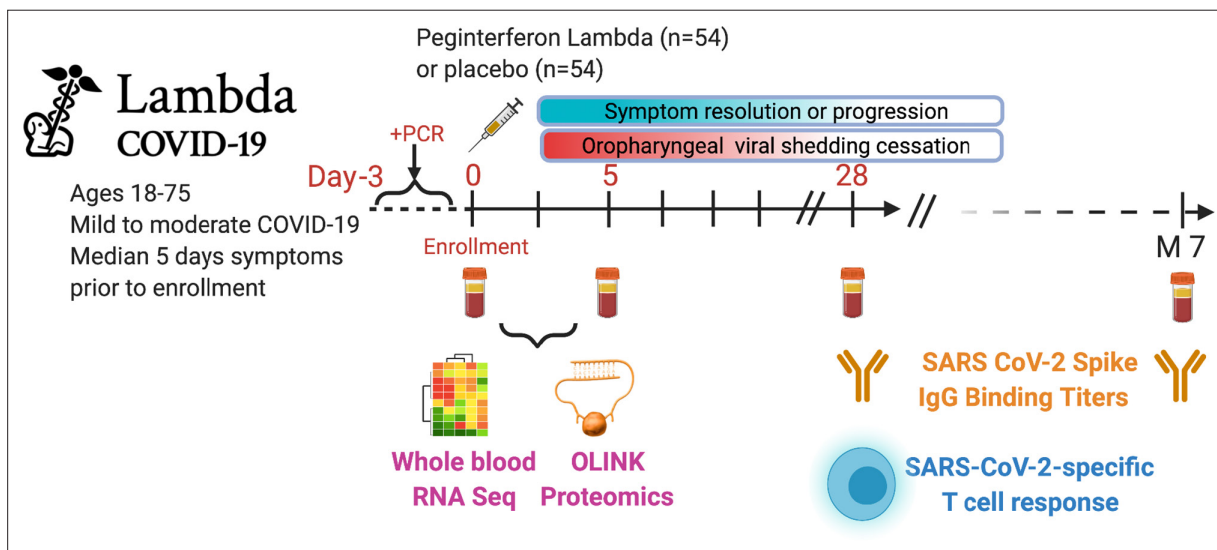 Peginterferon Lambda (n=54)
or placebo (n=54)
Lambda
COVID-19
Symptom resolution or progression
+PCR
Oropharyngeal viral shedding cessation
Day-3
0
5
28
Ages 18-75
Mild to moderate COVID-19
Median 5 days symptoms
prior to enrollment
Enrollment
M 7
Whole blood
RNA Seq
OLINK
Proteomics
SARS CoV-2 Spike
IgG Binding Titers
SARS-CoV-2-specific
T cell response